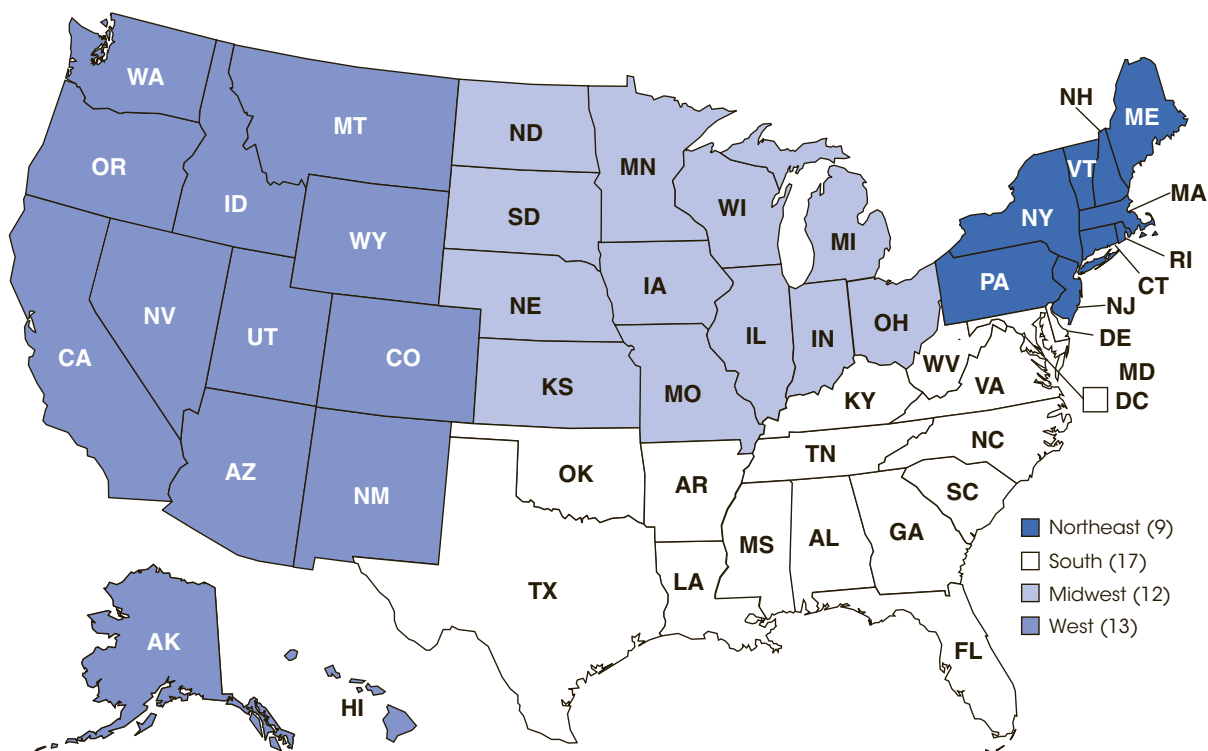 WA
MT
ND
MN
NH
ME
OR
ID
SD
WI
VT
MA
WY
MI
NY
RI
NE
IA
PA
CT
NV
UT
CO
IL
IN
OH
NJ
CA
DE
KS
MO
WV
MD
KY
VA
DC
AZ
NM
OK
AR
TN
NC
SC
TX
LA
MS
AL
GA
Northeast (9)
South (17)
Midwest (12)
West (13)
AK
HI
FL